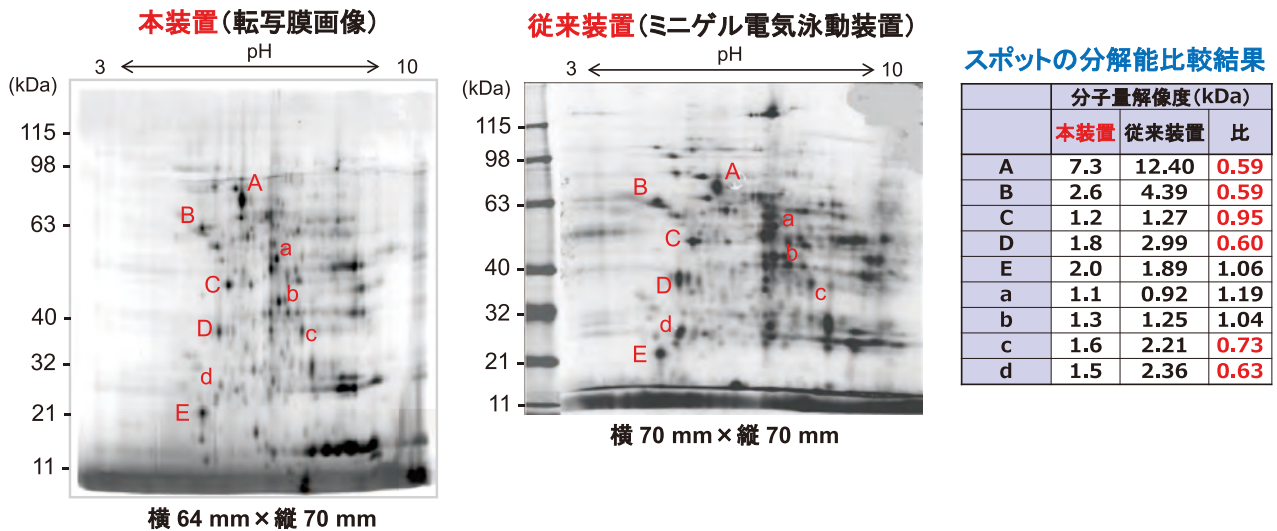 本装置(転写膜画像)
pH
3
10
(kDa)
115
98
63
40
32
21
11
A
B
a
C
b
D
c
d
E
横 64 mm×縦 70 mm
従来装置(ミニゲル電気泳動装置)
pH
3
10
(kDa)
115
98
63
40
32
21
11
A
B
a
C
b
D
c
d
E
横 70 mm×縦 70 mm
スポットの分解能比較結果
分子量解像度(kDa)
本装置 従来装置 比
A 7.3 12.40 0.59
B 2.6 4.39 0.59
C 1.2 1.27 0.95
D 1.8 2.99 0.60
E 2.0 1.89 1.06
a 1.1 0.92 1.19
b 1.3 1.25 1.04
c 1.6 2.21 0.73
d 1.5 2.36 0.63